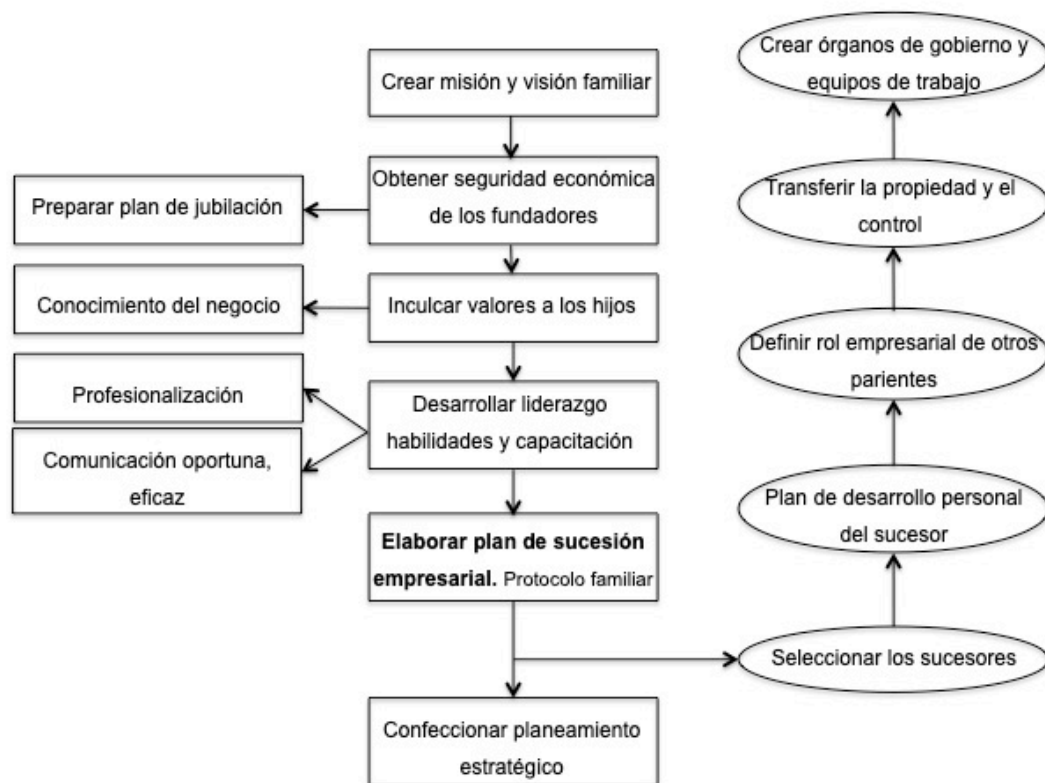 Crear misión y visión familiar
Obtener seguridad económica
de los fundadores
Preparar plan de jubilación
Inculcar valores a los hijos
Conocimiento del negocio
Desarrollar liderazgo
habilidades y capacitación
Profesionalización
Comunicación oportuna,
eficaz
Elaborar plan de sucesión
empresarial. Protocolo familiar
Confeccionar planeamiento
estratégico
Seleccionar los sucesores
Plan de desarrollo personal
del sucesor
Definir rol empresarial de otros
parientes
Transferir la propiedad y el
control
Crear órganos de gobierno y
equipos de trabajo